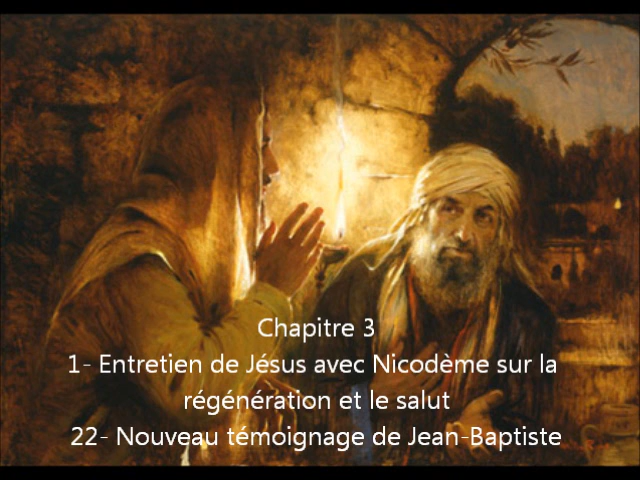 Chapitre 3
1- Entretien de Jésus avec Nicodème sur la
régénération et le salut
22- Nouveau témoignage de Jean-Baptiste